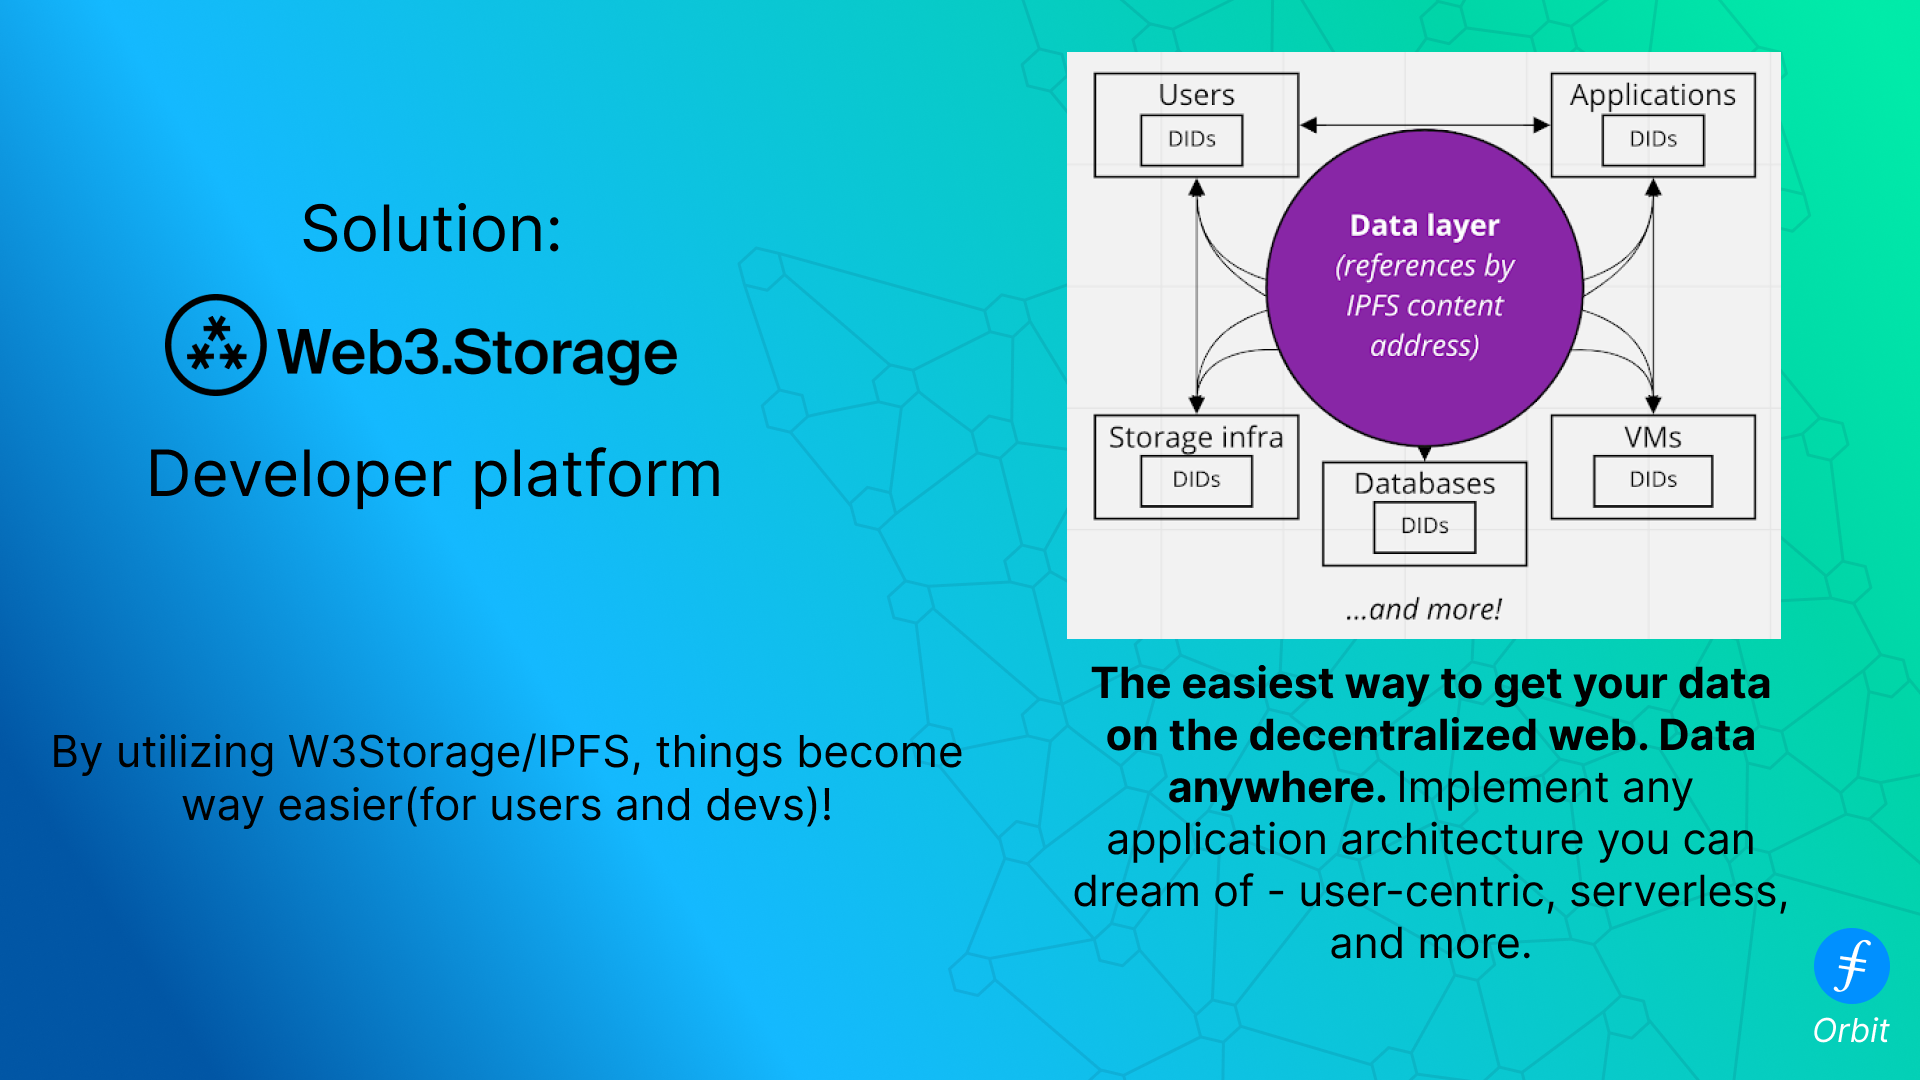 Solution:
Web3.Storage
Developer platform
By utilizing W3Storage/IPFS, things become
way easier(for users and devs)!
Users
DIDs
Applications
DIDs
Data layer
(references by
IPFS content
address)
Storage infra
DIDs
VMs
DIDs
Databases
DIDs
...and more!
The easiest way to get your data
on the decentralized web. Data
anywhere. Implement any
application architecture you can
dream of - user-centric, serverless,
and more.
Orbit